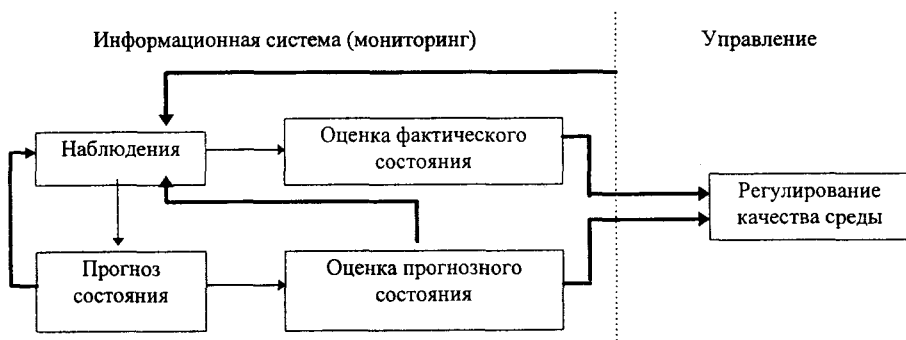 Информационная система (мониторинг)
Управление
Наблюдения
Оценка фактического
состояния
Регулирование
качества среды
Прогноз
состояния
Оценка прогнозного
состояния